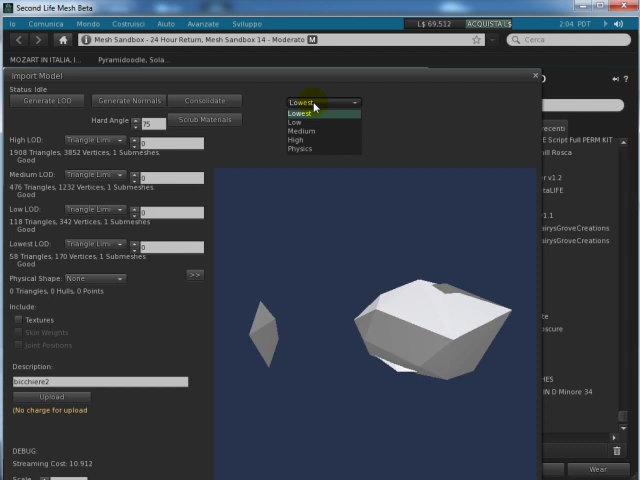 Second Life Mesh Beta
Io Comunica Mondo Costruisci Aiuto Avanzate Sviluppo L$ 69,512 ACQUISTA L$ 2:04 PDT
Mesh Sandbox - 24 Hour Return, Mesh Sandbox 14 - Moderato M Cerca
MOZART IN ITALIA, I... Pyramidoodle, Sola...
Import Model
Status: Idle
Generate LOD Generate Normals Consolidate Lowest
Hard Angle 75 Scrub Materials Lowest
Low
Medium
High
Physics
High LOD: Triangle Limi 0
1908 Triangles, 3852 Vertices, 1 Submeshes.
Good
Medium LOD: Triangle Limi 0
476 Triangles, 1232 Vertices, 1 Submeshes.
Good
Low LOD: Triangle Limi 0
118 Triangles, 342 Vertices, 1 Submeshes.
Good
Lowest LOD: Triangle Limi 0
58 Triangles, 170 Vertices, 1 Submeshes.
Good
Physical Shape: None >>
0 Triangles, 0 Hulls, 0 Points
Include:
Textures
Skin Weights
Joint Positions
Description:
bicchiere2
Upload
(No charge for upload
DEBUG:
Streaming Cost: 10.912
Scale
?
recenti
E Script Full PERM KIT
hill Rosca
r v1.2
taLIFE
1.1
airysGroveCreations
airysGroveCreations
te
oscure
HES
IN D Minore 34
Wear